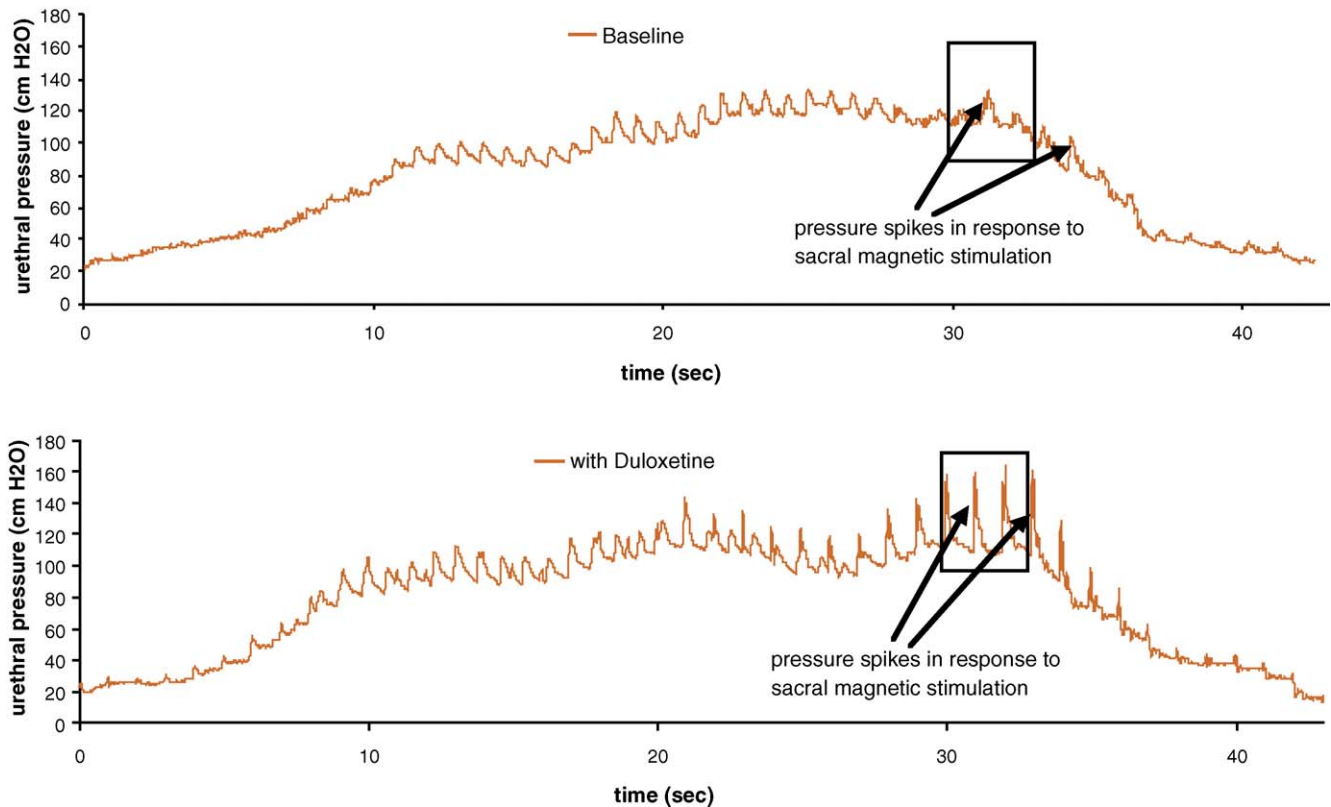 urethral pressure (cm H2O)
180
160
140
120
100
80
60
40
20
0
Baseline
pressure spikes in response to
sacral magnetic stimulation
0 10 20 30 40
time (sec)
urethral pressure (cm H2O)
180
160
140
120
100
80
60
40
20
0
with Duloxetine
pressure spikes in response to
sacral magnetic stimulation
0 10 20 30 40
time (sec)